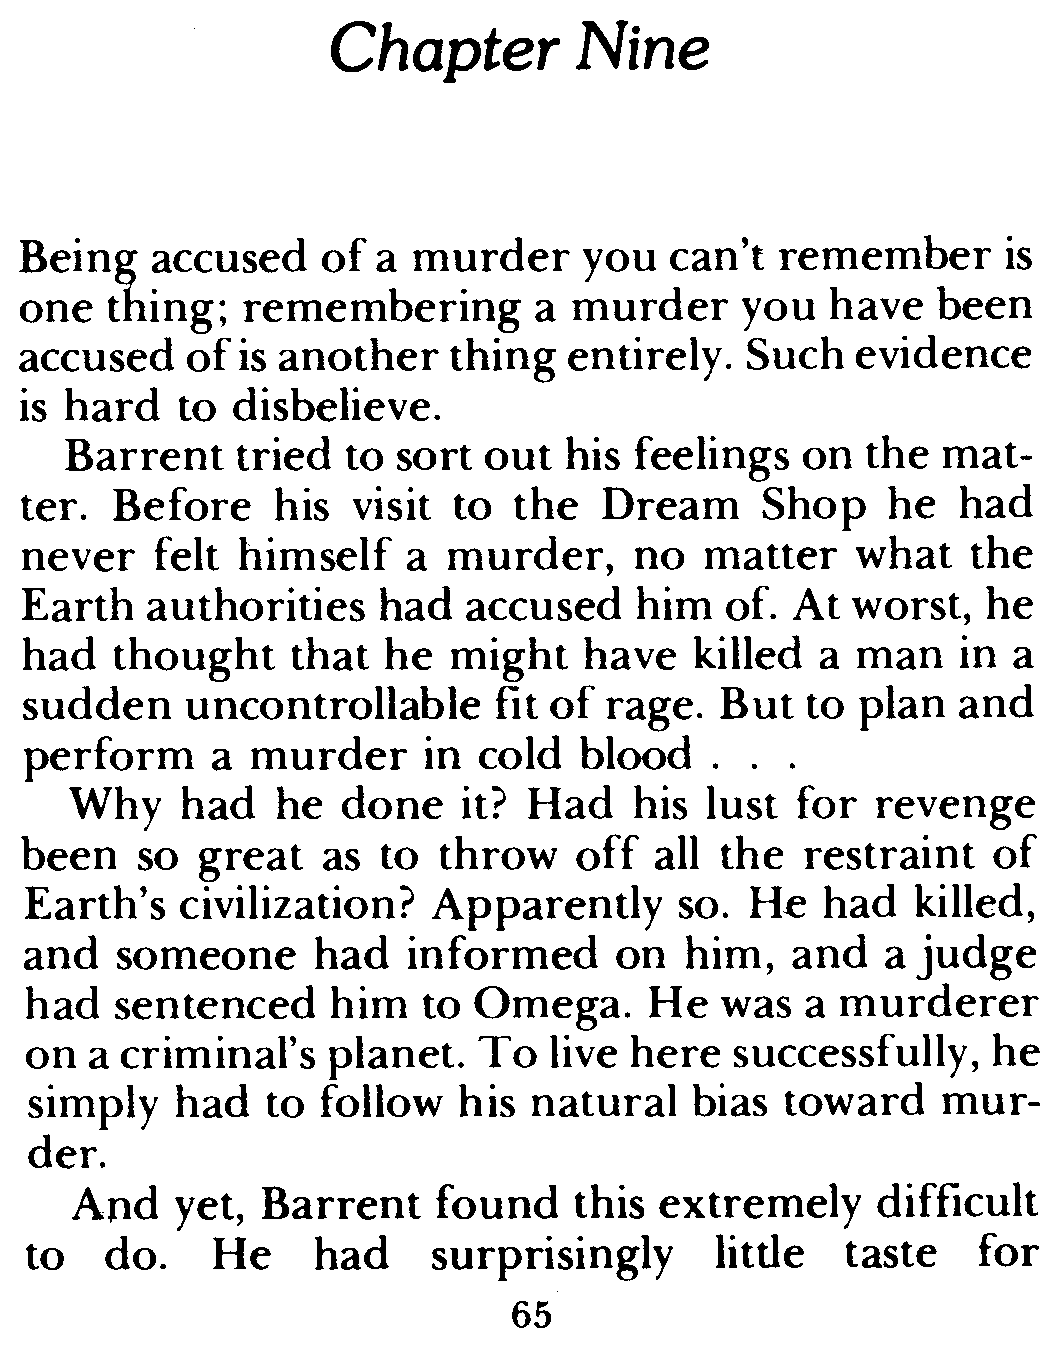 Chapter Nine
Being accused of a murder you can't remember is
one thing; remembering a murder you have been
accused of is another thing entirely. Such evidence
is hard to disbelieve.
Barrent tried to sort out his feelings on the mat-
ter. Before his visit to the Dream Shop he had
never felt himself a murder, no matter what the
Earth authorities had accused him of. At worst, he
had thought that he might have killed a man in a
sudden uncontrollable fit of rage. But to plan and
perform a murder in cold blood . . .
Why had he done it? Had his lust for revenge
been so great as to throw off all the restraint of
Earth's civilization? Apparently so. He had killed,
and someone had informed on him, and a judge
had sentenced him to Omega. He was a murderer
on a criminal's planet. To live here successfully, he
simply had to follow his natural bias toward mur-
der.
And yet, Barrent found this extremely difficult
to do. He had surprisingly little taste for
65